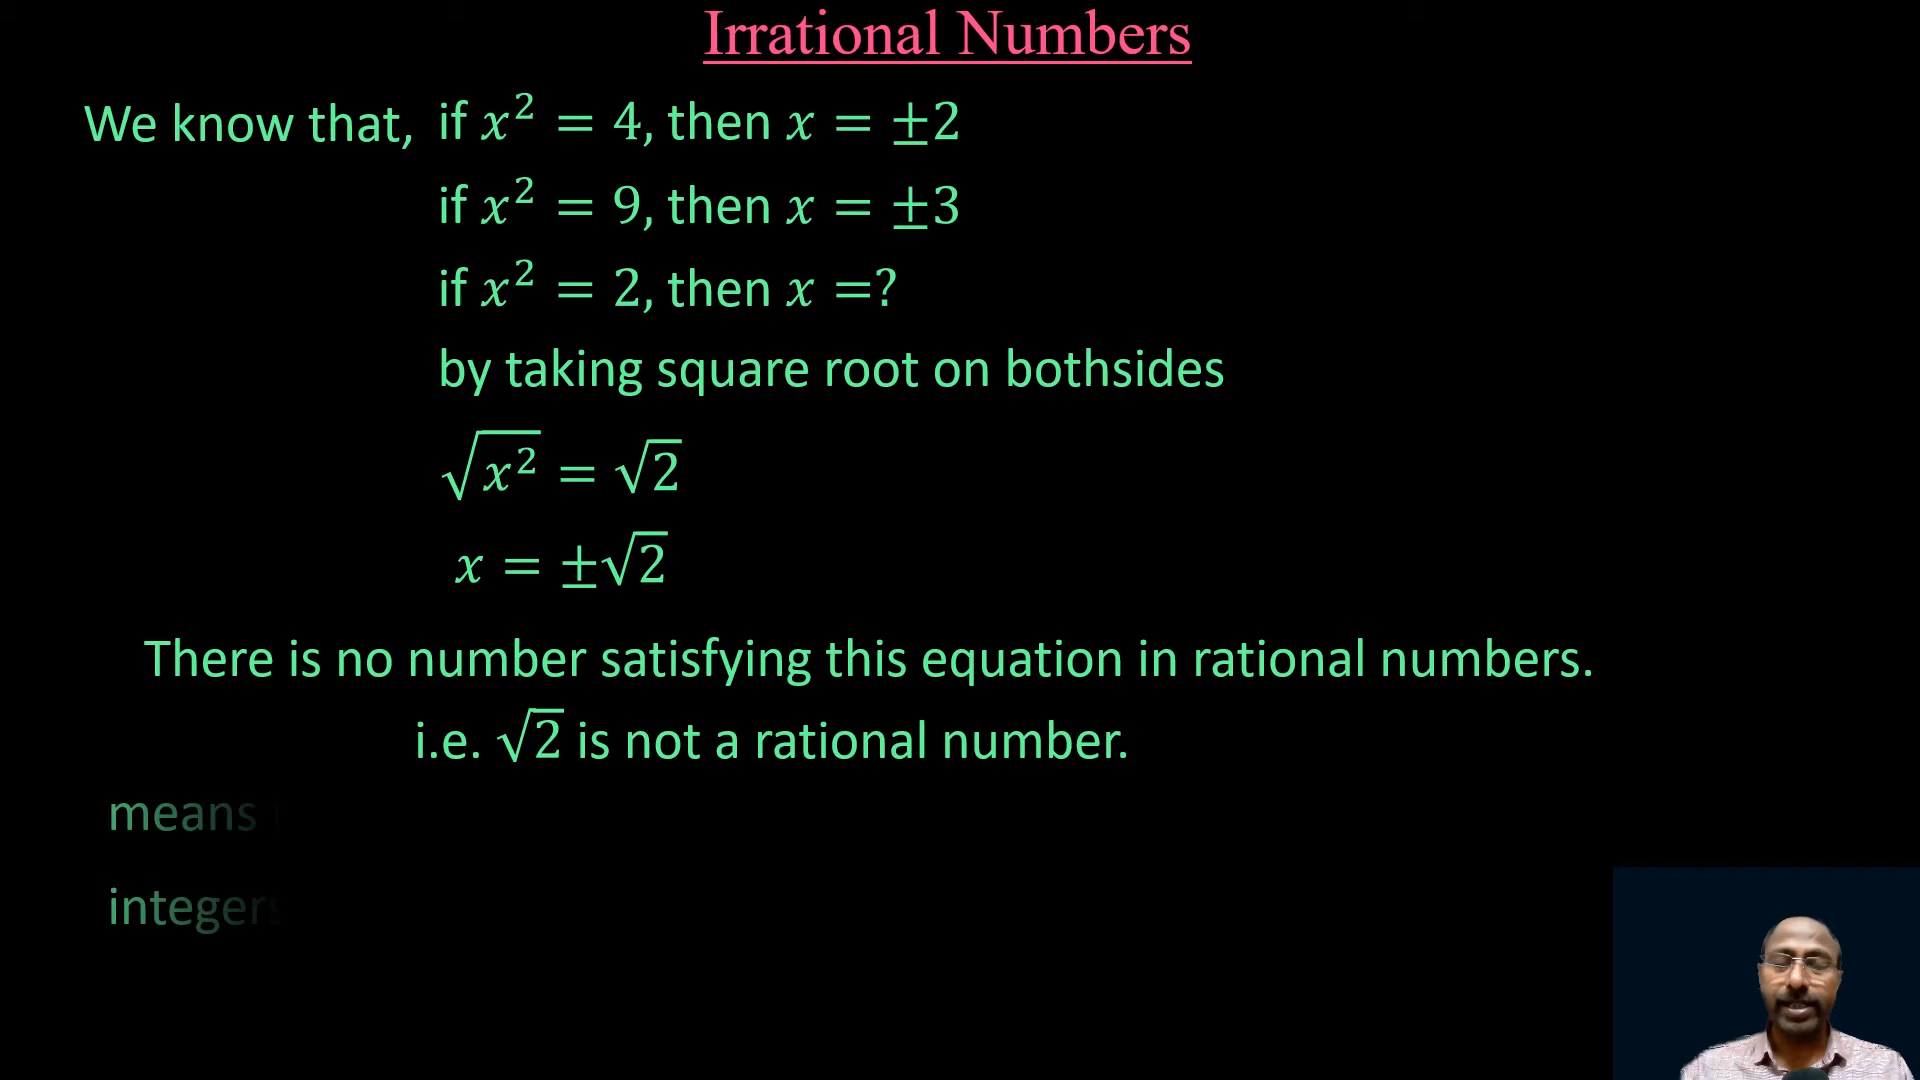 Irrational Numbers
We know that, if x² = 4, then x = ±2
if x² = 9, then x = ±3
if x² = 2, then x =?
by taking square root on bothsides
√x² = √2
x = ±√2
There is no number satisfying this equation in rational numbers.
i.e. √2 is not a rational number.
means
integers